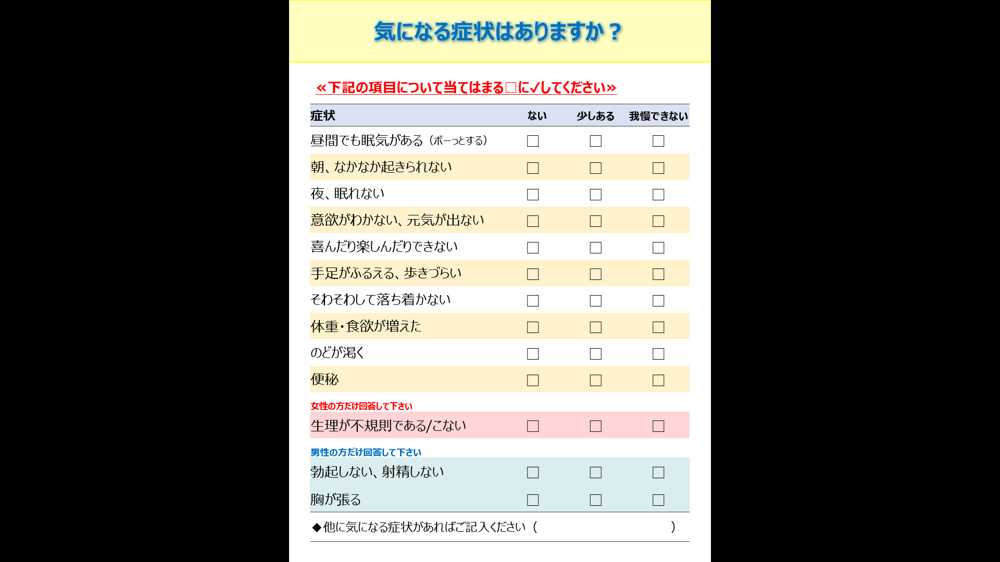 気になる症状はありますか？
≪下記の項目について当てはまる□に✓してください≫
症状 ない 少しある 我慢できない
昼間でも眠気がある（ボーっとする） □ □ □
朝、なかなか起きられない □ □ □
夜、眠れない □ □ □
意欲がわかない、元気が出ない □ □ □
喜んだり楽しんだりできない □ □ □
手足がふるえる、歩きづらい □ □ □
そわそわして落ち着かない □ □ □
体重・食欲が増えた □ □ □
のどが渇く □ □ □
便秘 □ □ □
女性の方だけ回答して下さい
生理が不規則である/こない □ □ □
男性の方だけ回答して下さい
勃起しない、射精しない □ □ □
胸が張る □ □ □
◆他に気になる症状があればご記入ください（　　　　　　　　　　）